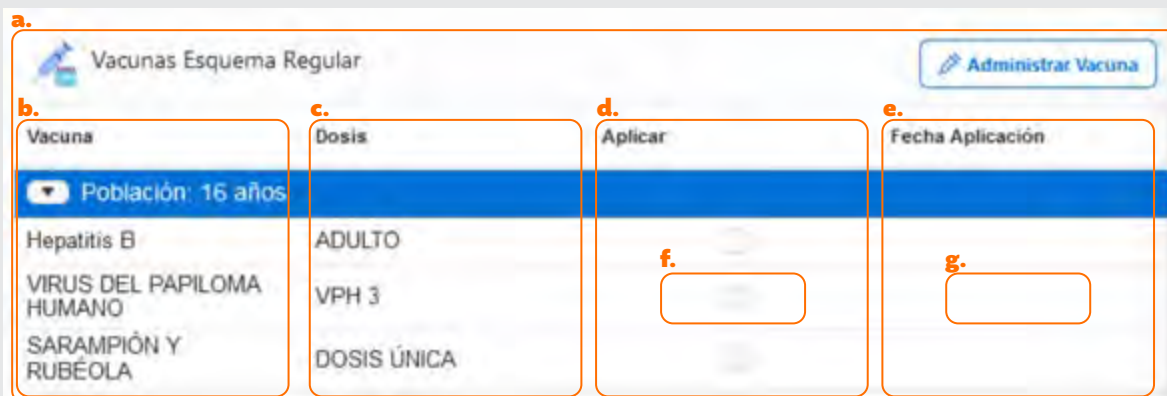 a.
Vacunas Esquema Regular
Administrar Vacuna
b.
c.
d.
e.
Vacuna
Dosis
Aplicar
Fecha Aplicación
Población: 16 años
Hepatitis B
ADULTO
f.
g.
VIRUS DEL PAPILOMA
HUMANO
VPH 3
SARAMPIÓN Y
RUBÉOLA
DOSIS ÚNICA